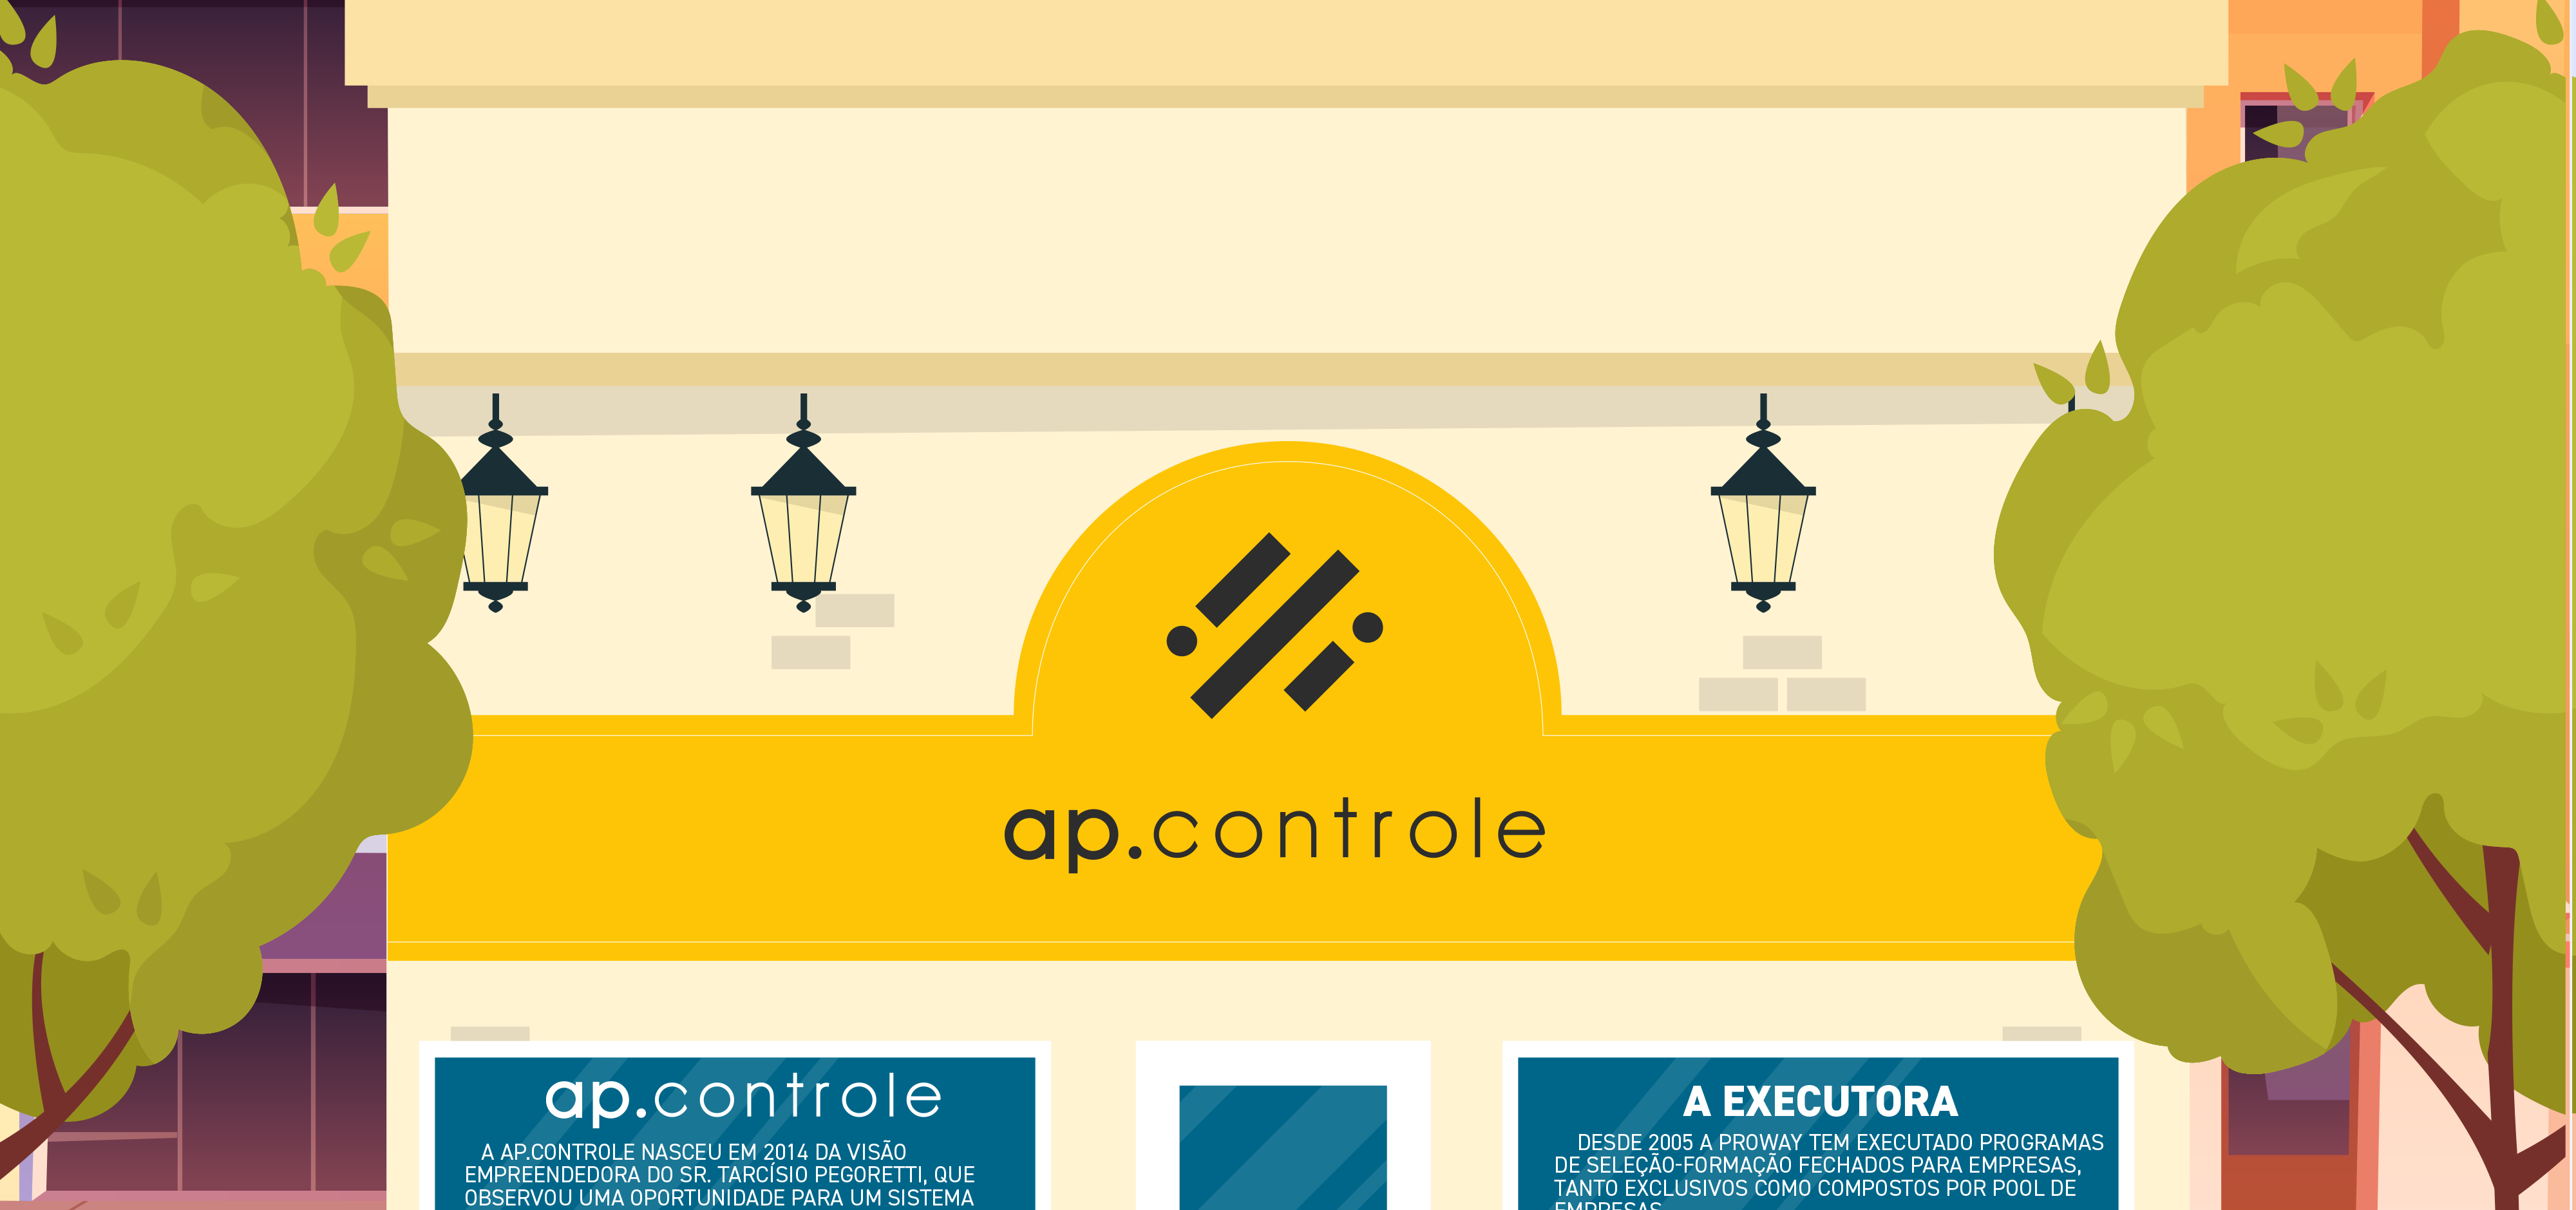 ap.controle
ap.controle
A AP.CONTROLE NASCEU EM 2014 DA VISÃO
EMPREENDEDORA DO SR. TARCÍSIO PEGORETTI, QUE
OBSERVOU UMA OPORTUNIDADE PARA UM SISTEMA
A EXECUTORA
DESDE 2005 A PROWAY TEM EXECUTADO PROGRAMAS
DE SELEÇÃO-FORMAÇÃO FECHADOS PARA EMPRESAS,
TANTO EXCLUSIVOS COMO COMPOSTOS POR POOL DE
EMPRESAS